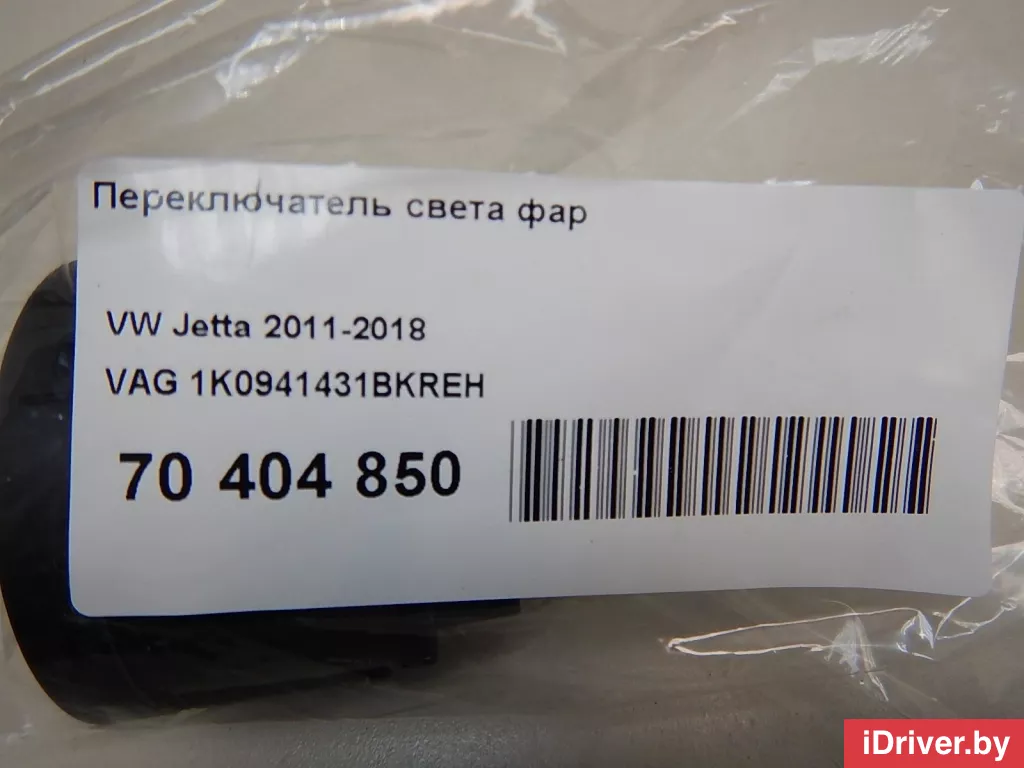 Переключатель света фар
VW Jetta 2011-2018
VAG 1K0941431BKREH
70 404 850
iDriver.by